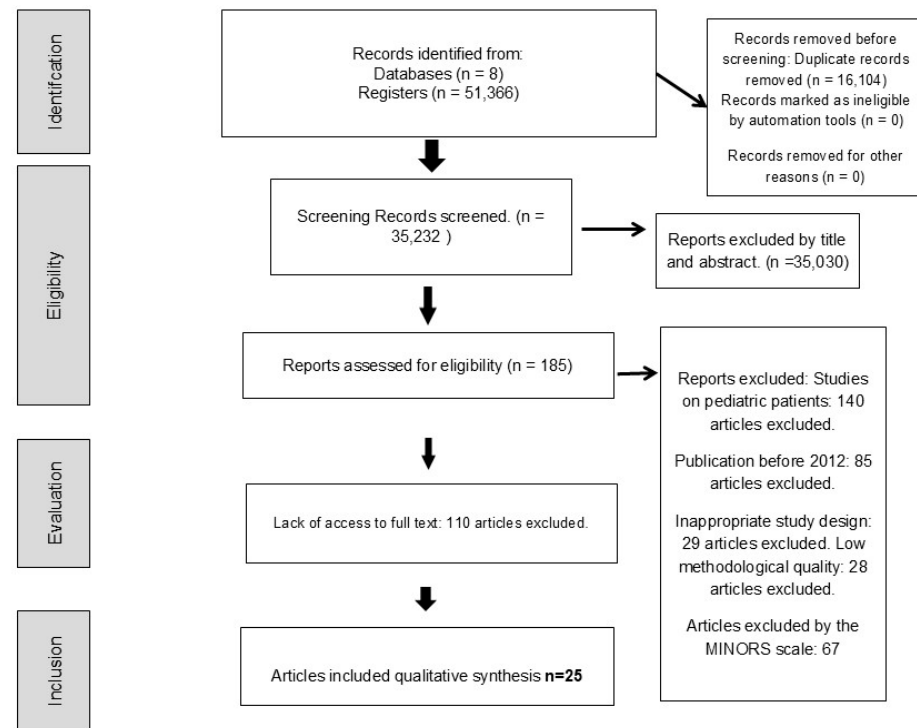 Identifcation
Records identified from:
Databases (n = 8)
Registers (n = 51,366)
Records removed before
screening: Duplicate records
removed (n = 16,104)
Records marked as ineligible
by automation tools (n = 0)
Records removed for other
reasons (n = 0)
Eligibility
Screening Records screened. (n =
35,232 )
Reports excluded by title
and abstract. (n =35,030)
Reports assessed for eligibility (n = 185)
Reports excluded: Studies
on pediatric patients: 140
articles excluded.
Publication before 2012: 85
articles excluded.
Inappropriate study design:
29 articles excluded. Low
methodological quality: 28
articles excluded.
Articles excluded by the
MINORS scale: 67
Evaluation
Lack of access to full text: 110 articles excluded.
Inclusion
Articles included qualitative synthesis n=25